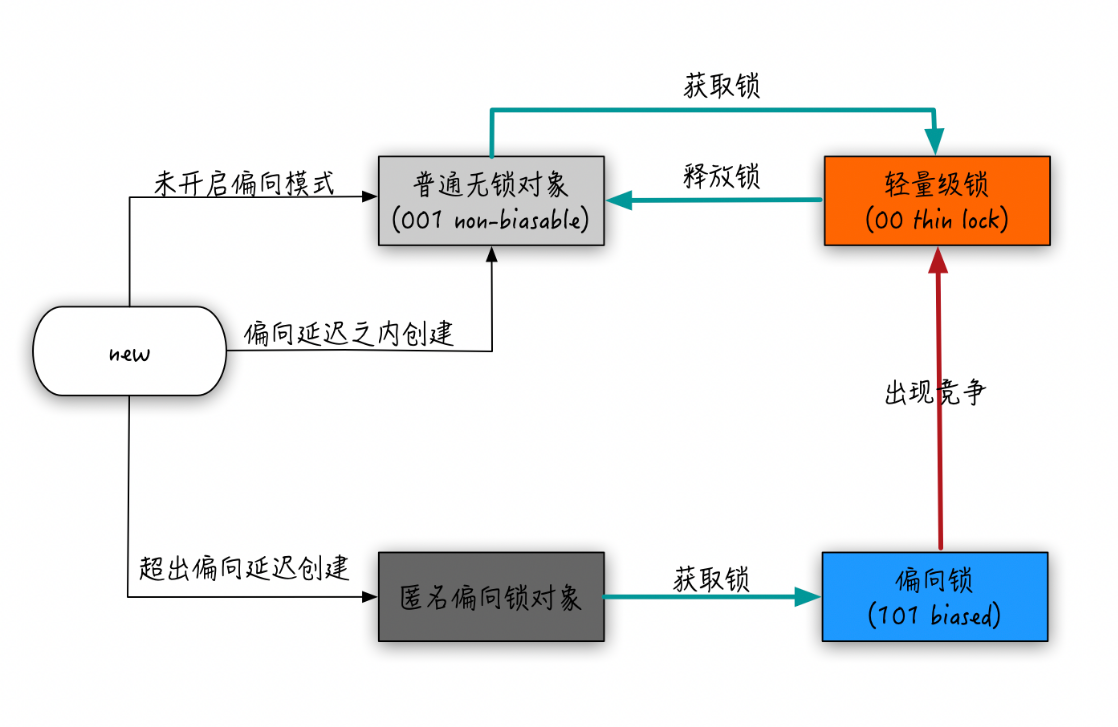 获取锁
未开启偏向模式
普通无锁对象
(001 non-biasable)
释放锁
轻量级锁
(00 thin lock)
new
偏向延迟之内创建
出现竞争
超出偏向延迟创建
匿名偏向锁对象
获取锁
偏向锁
(101 biased)